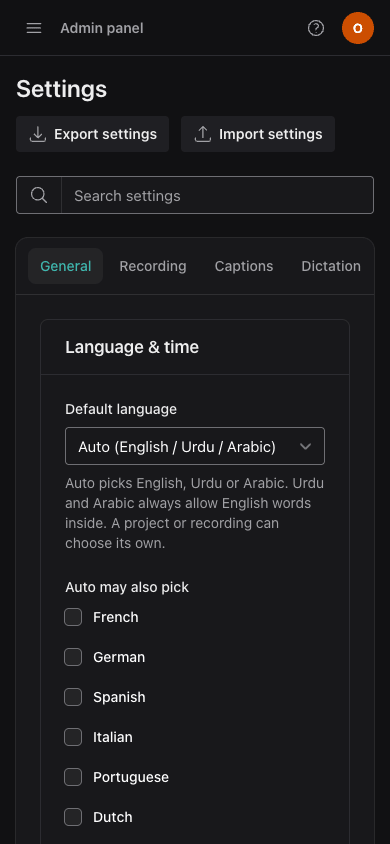 Admin panel
O
Settings
Export settings
Import settings
Search settings
General
Recording
Captions
Dictation
Language & time
Default language
Auto (English / Urdu / Arabic)
Auto picks English, Urdu or Arabic. Urdu
and Arabic always allow English words
inside. A project or recording can
choose its own.
Auto may also pick
French
German
Spanish
Italian
Portuguese
Dutch